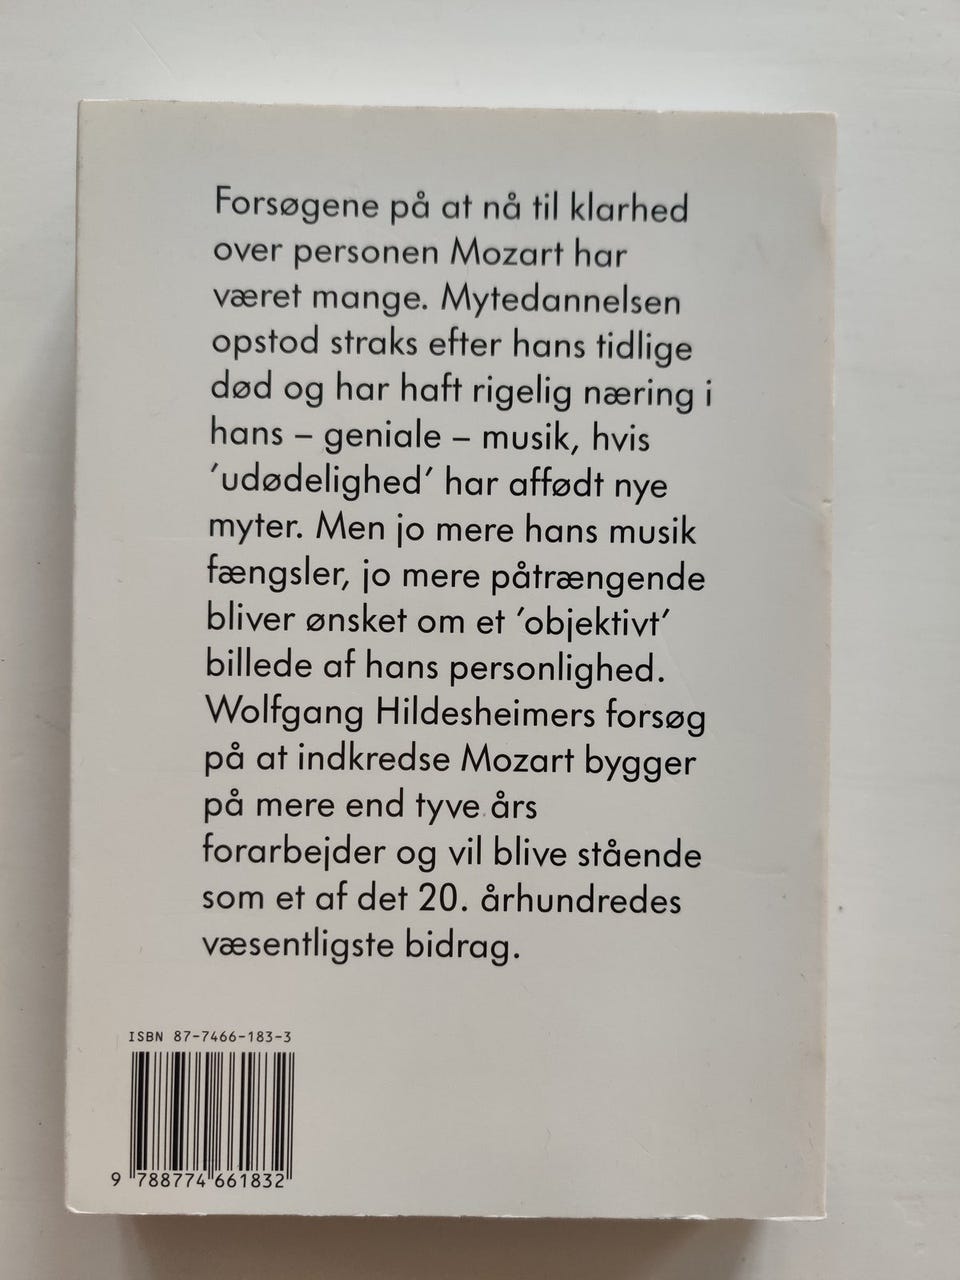 Forsøgene på at nå til klarhed
over personen Mozart har
været mange. Mytedannelsen
opstod straks efter hans tidlige
død og har haft rigelig næring i
hans – geniale – musik, hvis
'udødelighed' har affødt nye
myter. Men jo mere hans musik
fængsler, jo mere påtrængende
bliver ønsket om et 'objektivt'
billede af hans personlighed.
Wolfgang Hildesheimers forsøg
på at indkredse Mozart bygger
på mere end tyve års
forarbejder og vil blive stående
som et af det 20. århundredes
væsentligste bidrag.
ISBN 87-7466-183-3
9 788774 661832